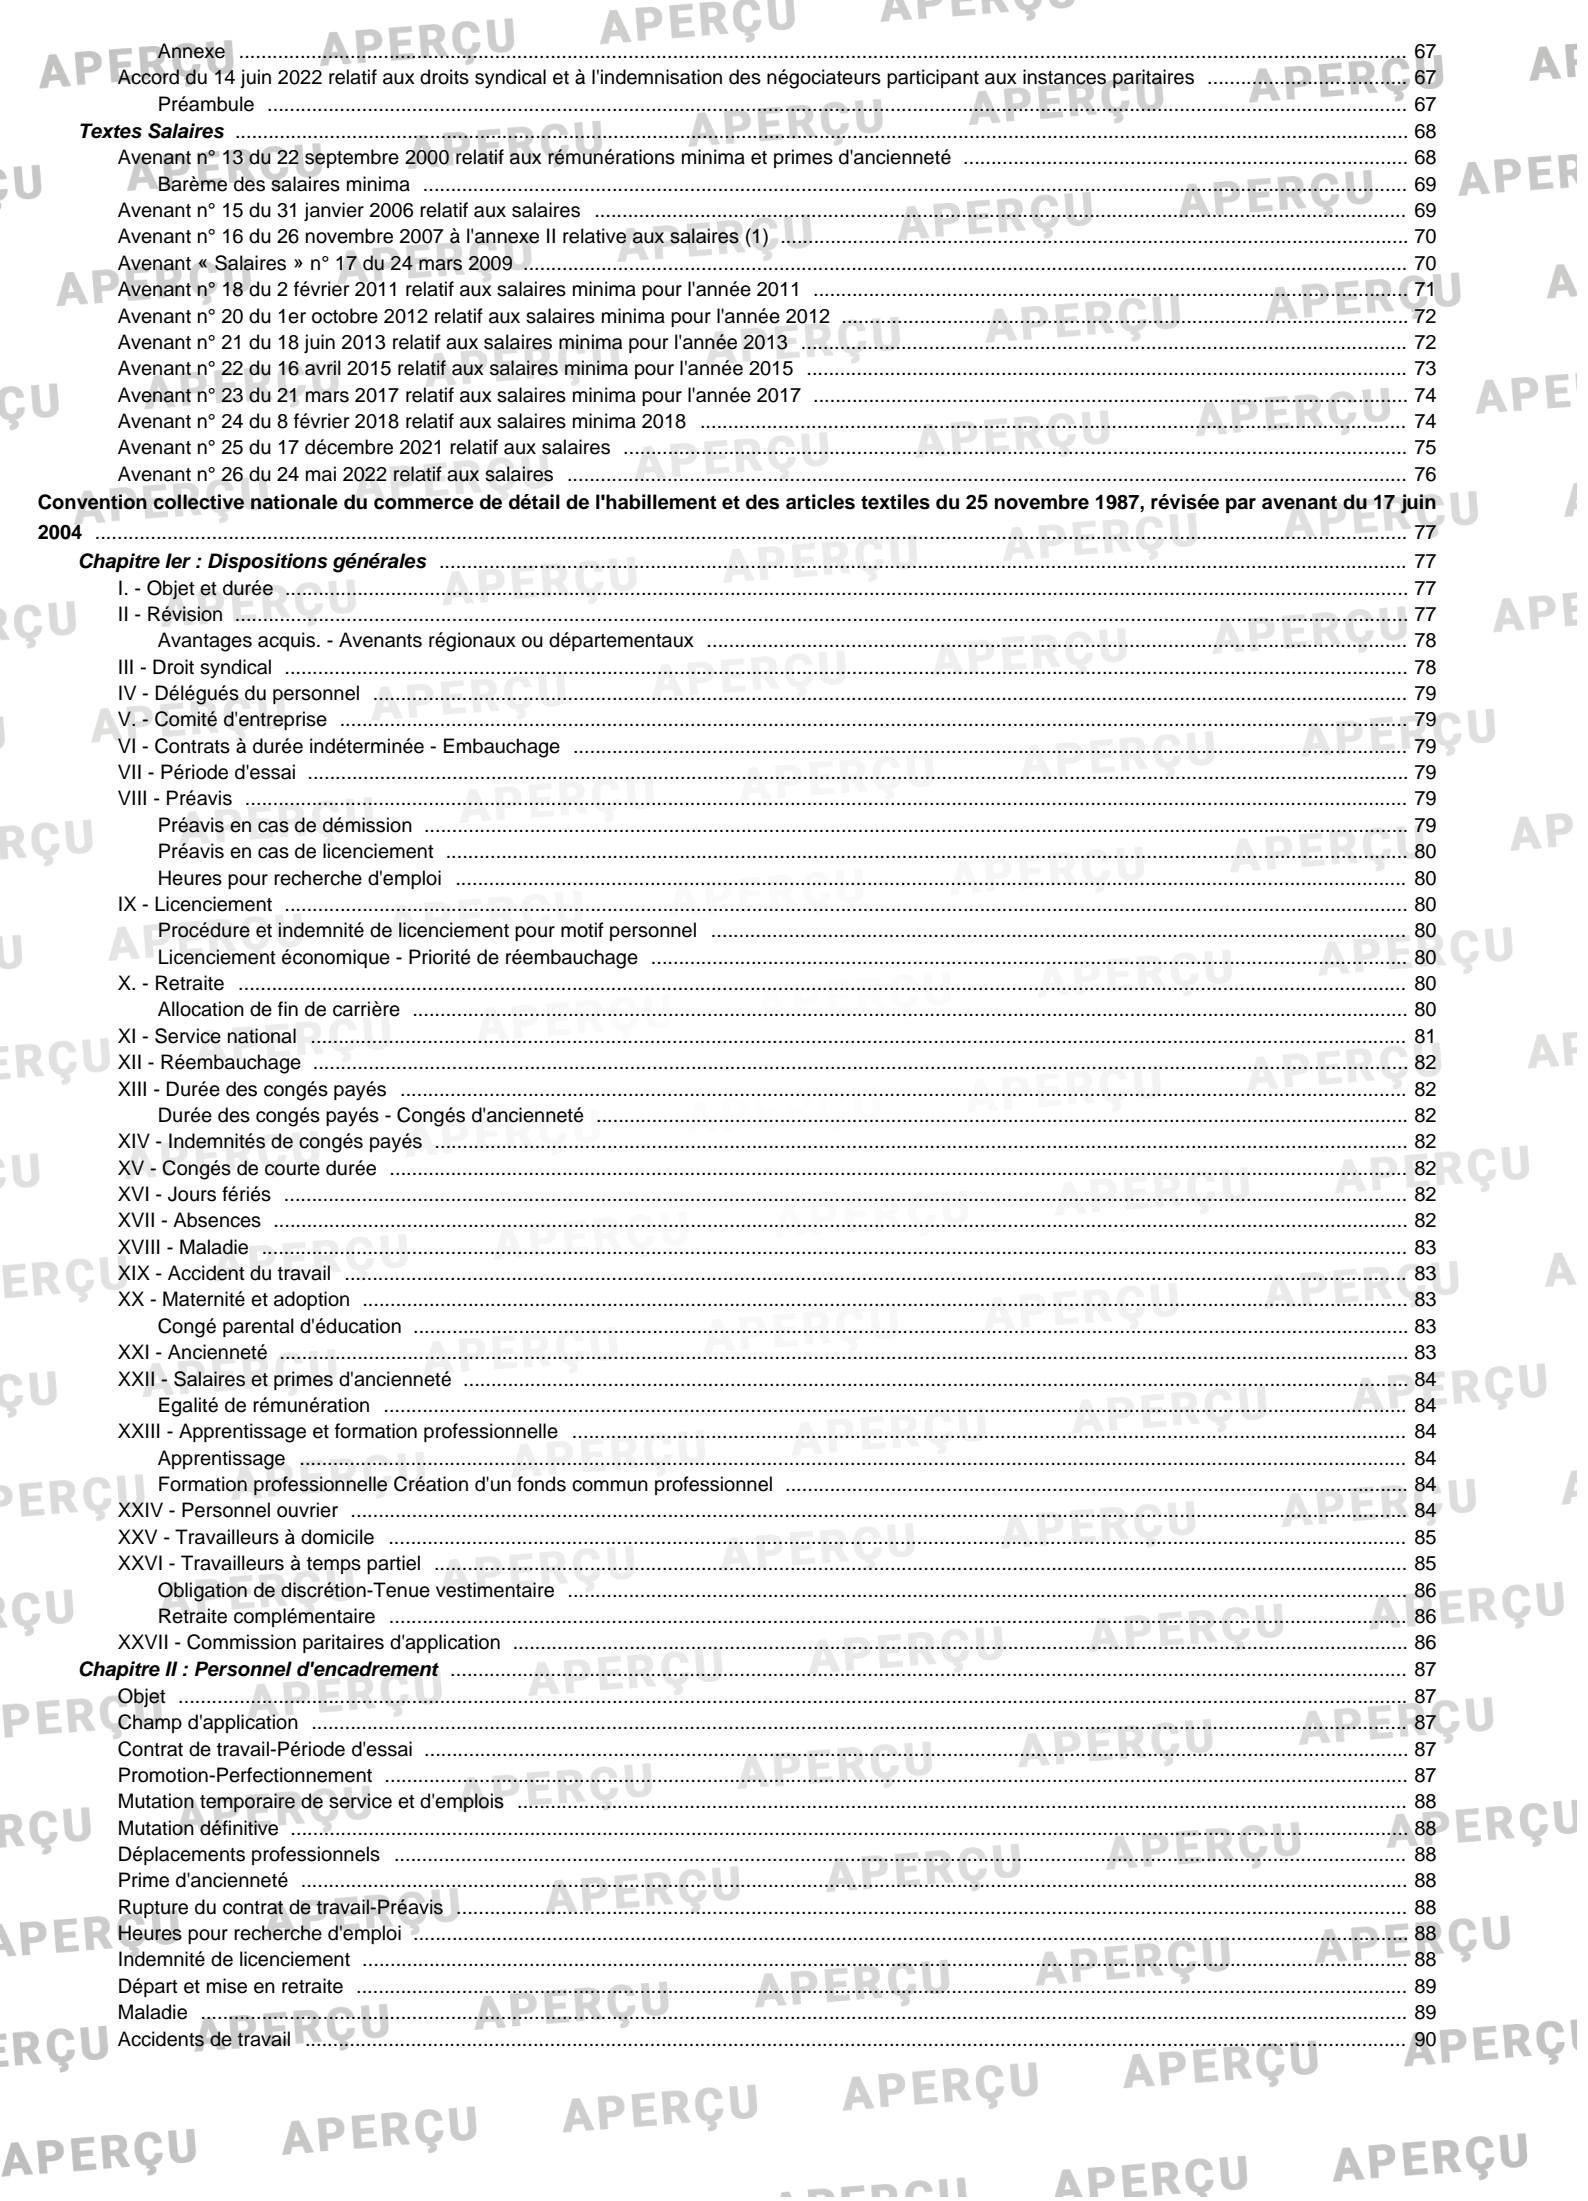 Annexe 67
Accord du 14 juin 2022 relatif aux droits syndical et à l'indemnisation des négociateurs participant aux instances paritaires 67
Préambule 67
Textes Salaires 68
Avenant n° 13 du 22 septembre 2000 relatif aux rémunérations minima et primes d'ancienneté 68
Barème des salaires minima 69
Avenant n° 15 du 31 janvier 2006 relatif aux salaires 69
Avenant n° 16 du 26 novembre 2007 à l'annexe II relative aux salaires (1) 70
Avenant « Salaires » n° 17 du 24 mars 2009 70
Avenant n° 18 du 2 février 2011 relatif aux salaires minima pour l'année 2011 71
Avenant n° 20 du 1er octobre 2012 relatif aux salaires minima pour l'année 2012 72
Avenant n° 21 du 18 juin 2013 relatif aux salaires minima pour l'année 2013 72
Avenant n° 22 du 16 avril 2015 relatif aux salaires minima pour l'année 2015 73
Avenant n° 23 du 21 mars 2017 relatif aux salaires minima pour l'année 2017 74
Avenant n° 24 du 8 février 2018 relatif aux salaires minima 2018 74
Avenant n° 25 du 17 décembre 2021 relatif aux salaires 75
Avenant n° 26 du 24 mai 2022 relatif aux salaires 76
Convention collective nationale du commerce de détail de l'habillement et des articles textiles du 25 novembre 1987, révisée par avenant du 17 juin
2004 77
Chapitre Ier : Dispositions générales 77
I. - Objet et durée 77
II - Révision 77
Avantages acquis. - Avenants régionaux ou départementaux 78
III - Droit syndical 78
IV - Délégués du personnel 79
V. - Comité d'entreprise 79
VI - Contrats à durée indéterminée - Embauchage 79
VII - Période d'essai 79
VIII - Préavis 79
Préavis en cas de démission 79
Préavis en cas de licenciement 80
Heures pour recherche d'emploi 80
IX - Licenciement 80
Procédure et indemnité de licenciement pour motif personnel 80
Licenciement économique - Priorité de réembauchage 80
X. - Retraite 80
Allocation de fin de carrière 80
XI - Service national 81
XII - Réembauchage 82
XIII - Durée des congés payés 82
Durée des congés payés - Congés d'ancienneté 82
XIV - Indemnités de congés payés 82
XV - Congés de courte durée 82
XVI - Jours fériés 82
XVII - Absences 82
XVIII - Maladie 83
XIX - Accident du travail 83
XX - Maternité et adoption 83
Congé parental d'éducation 83
XXI - Ancienneté 83
XXII - Salaires et primes d'ancienneté 84
Egalité de rémunération 84
XXIII - Apprentissage et formation professionnelle 84
Apprentissage 84
Formation professionnelle Création d'un fonds commun professionnel 84
XXIV - Personnel ouvrier 84
XXV - Travailleurs à domicile 85
XXVI - Travailleurs à temps partiel 85
Obligation de discrétion-Tenue vestimentaire 86
Retraite complémentaire 86
XXVII - Commission paritaires d'application 86
Chapitre II : Personnel d'encadrement 87
Objet 87
Champ d'application 87
Contrat de travail-Période d'essai 87
Promotion-Perfectionnement 87
Mutation temporaire de service et d'emplois 88
Mutation définitive 88
Déplacements professionnels 88
Prime d'ancienneté 88
Rupture du contrat de travail-Préavis 88
Heures pour recherche d'emploi 88
Indemnité de licenciement 88
Départ et mise en retraite 89
Maladie 89
Accidents de travail 90
APERÇU